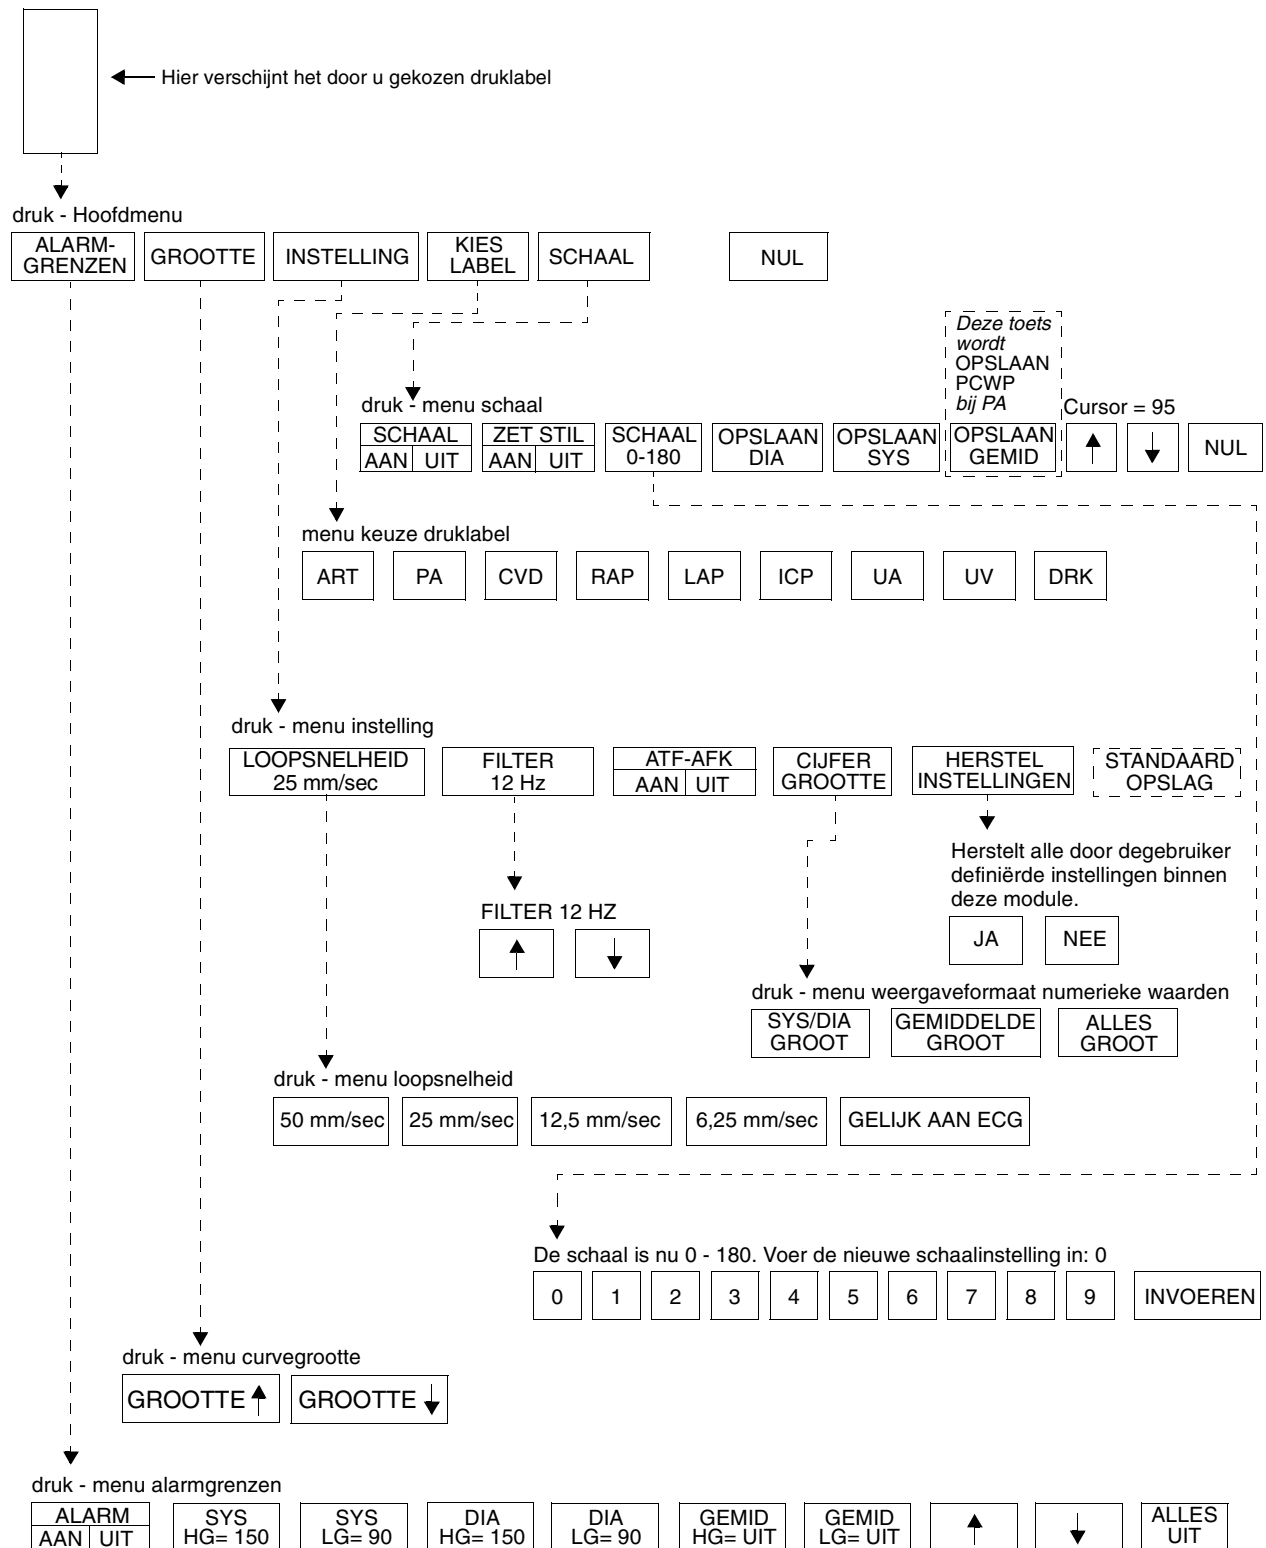 Hier verschijnt het door u gekozen druklabel
druk - Hoofdmenu
ALARM-
GRENZEN
GROOTTE
INSTELLING
KIES
LABEL
SCHAAL
NUL
Deze toets
wordt
OPSLAAN
PCWP
bij PA
druk - menu schaal
Cursor = 95
SCHAAL
AAN UIT
ZET STIL
AAN UIT
SCHAAL
0-180
OPSLAAN
DIA
OPSLAAN
SYS
OPSLAAN
GEMID
↑
↓
NUL
menu keuze druklabel
ART
PA
CVD
RAP
LAP
ICP
UA
UV
DRK
druk - menu instelling
LOOPSNELHEID
25 mm/sec
FILTER
12 Hz
ATF-AFK
AAN UIT
CIJFER
GROOTTE
HERSTEL
INSTELLINGEN
STANDAARD
OPSLAG
Herstelt alle door degebruiker
definiërde instellingen binnen
deze module.
JA
NEE
FILTER 12 HZ
↑
↓
druk - menu weergaveformaat numerieke waarden
SYS/DIA
GROOT
GEMIDDELDE
GROOT
ALLES
GROOT
druk - menu loopsnelheid
50 mm/sec
25 mm/sec
12,5 mm/sec
6,25 mm/sec
GELIJK AAN ECG
De schaal is nu 0 - 180. Voer de nieuwe schaalinstelling in: 0
0
1
2
3
4
5
6
7
8
9
INVOEREN
druk - menu curvegrootte
GROOTTE ↑
GROOTTE ↓
druk - menu alarmgrenzen
ALARM
AAN UIT
SYS
HG= 150
SYS
LG= 90
DIA
HG= 150
DIA
LG= 90
GEMID
HG= UIT
GEMID
LG= UIT
↑
↓
ALLES
UIT